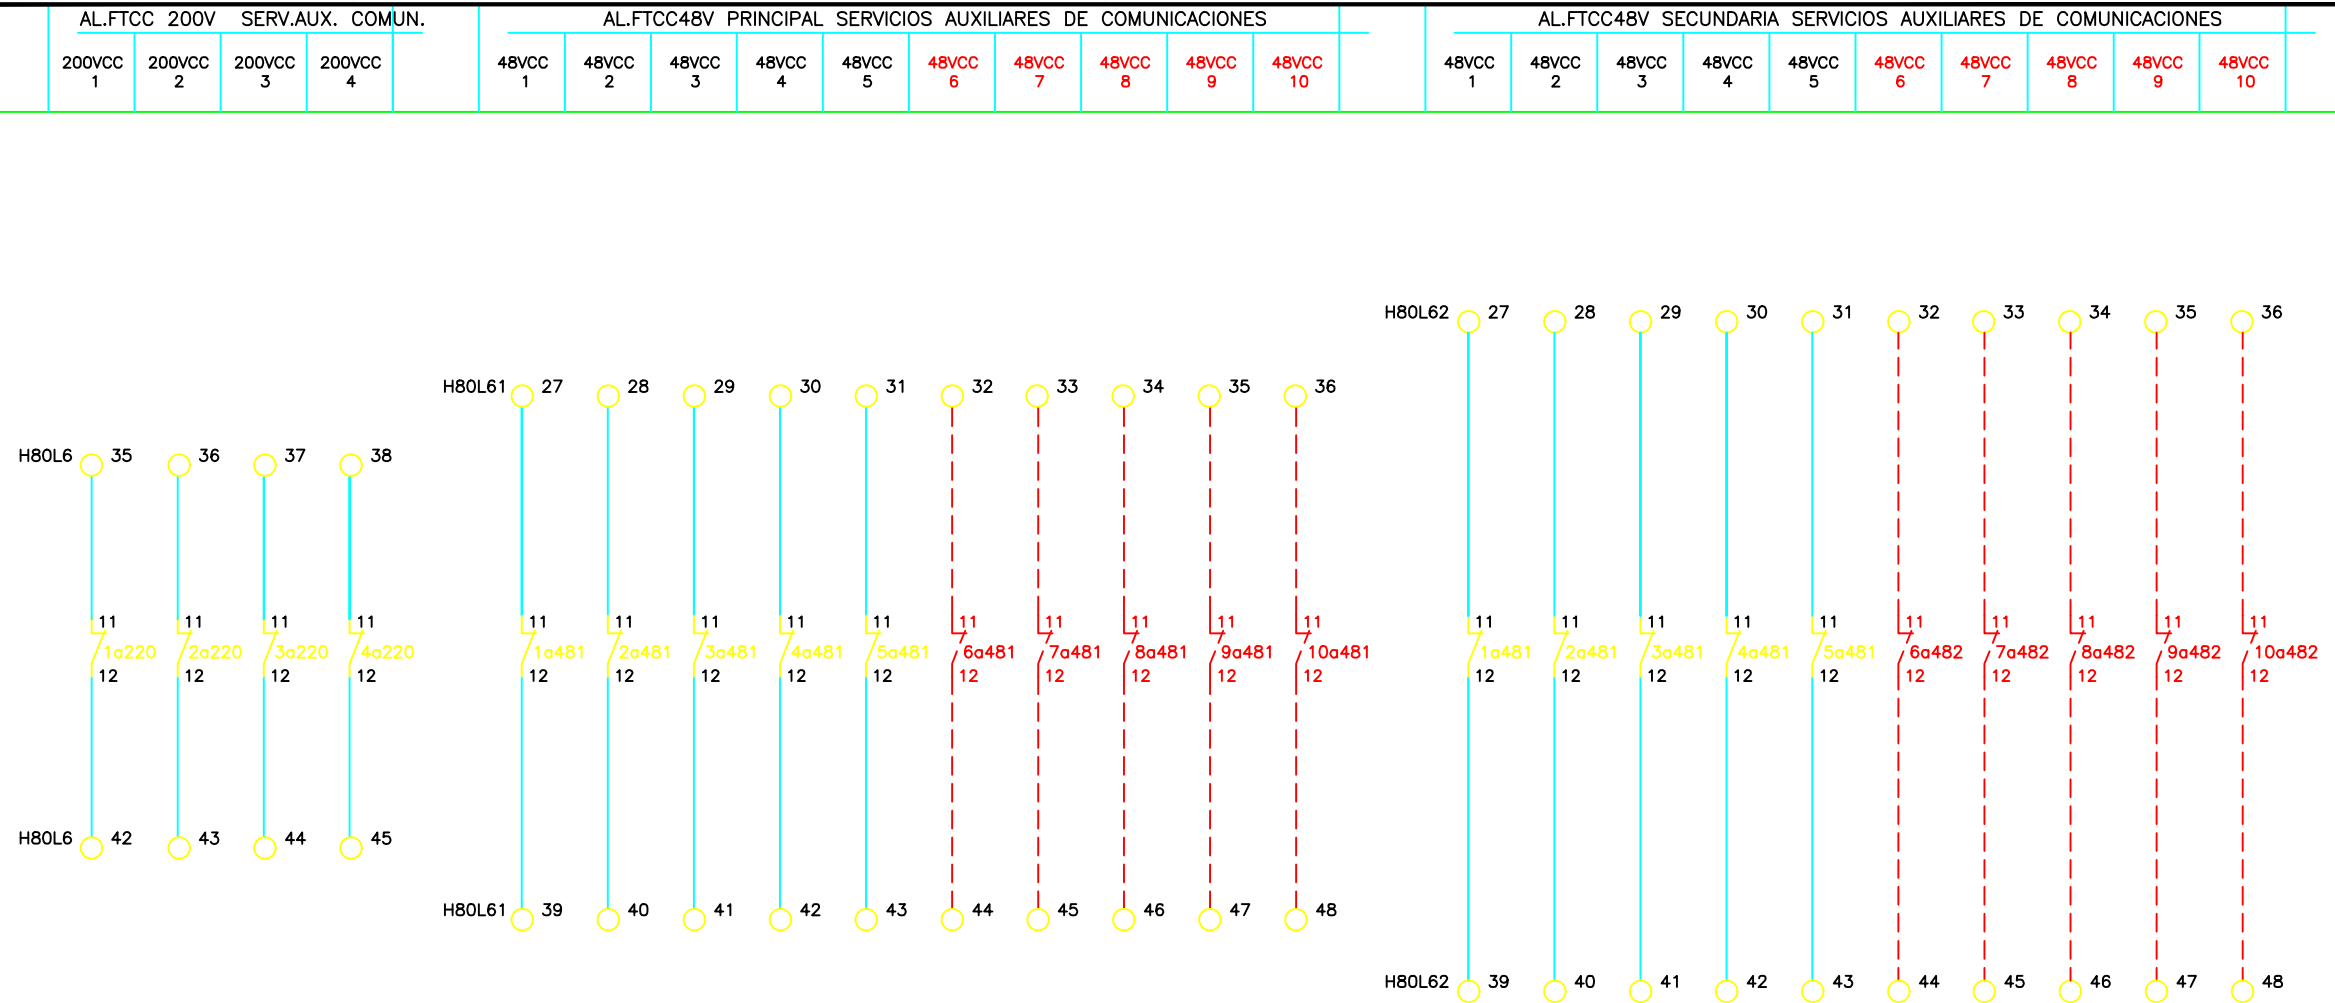 AL.FTCC 200V SERV.AUX. COMUN. AL.FTCC48V PRINCIPAL SERVICIOS AUXILIARES DE COMUNICACIONES AL.FTCC48V SECUNDARIA SERVICIOS AUXILIARES DE COMUNICACIONES
200VCC 200VCC 200VCC 200VCC 48VCC 48VCC 48VCC 48VCC 48VCC 48VCC 48VCC 48VCC 48VCC 48VCC 48VCC 48VCC 48VCC 48VCC 48VCC 48VCC 48VCC 48VCC 48VCC 48VCC
1 2 3 4 1 2 3 4 5 6 7 8 9 10 1 2 3 4 5 6 7 8 9 10
H80L62 27 28 29 30 31 32 33 34 35 36
H80L61 27 28 29 30 31 32 33 34 35 36
H80L6 35 36 37 38
11 11 11 11 11 11 11 11 11 11 11 11 11 11 11 11 11 11 11 11 11 11 11 11
1a220 2a220 3a220 4a220 1a481 2a481 3a481 4a481 5a481 6a481 7a481 8a481 9a481 10a481 1a481 2a481 3a481 4a481 5a481 6a482 7a482 8a482 9a482 10a482
12 12 12 12 12 12 12 12 12 12 12 12 12 12 12 12 12 12 12 12 12 12 12 12
H80L6 42 43 44 45
H80L61 39 40 41 42 43 44 45 46 47 48
H80L62 39 40 41 42 43 44 45 46 47 48